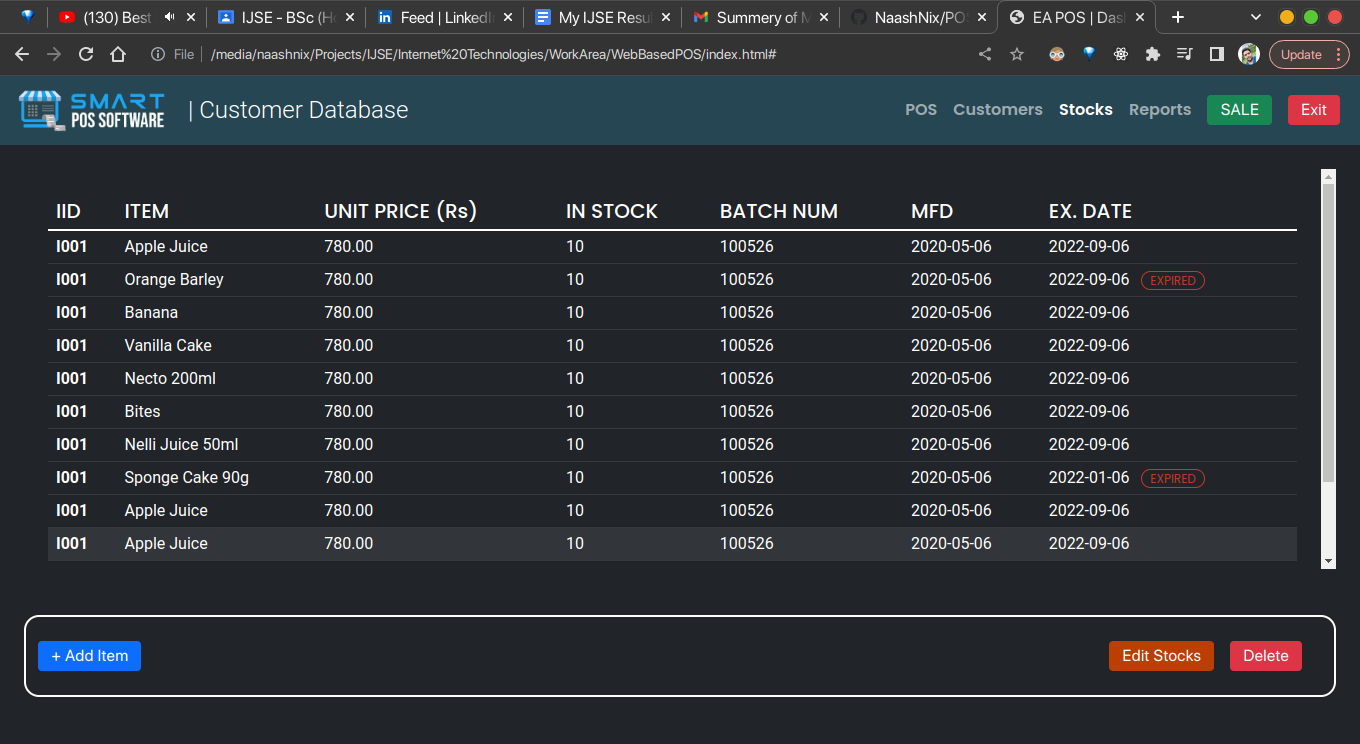 (130) Best
IJSE - BSc (H
Feed | LinkedI
My IJSE Resu
Summery of M
NaashNix/PO
EA POS | Das
File
/media/naashnix/Projects/IJSE/Internet%20Technologies/WorkArea/WebBasedPOS/index.html#
Update
SMART
POS SOFTWARE
| Customer Database
POS Customers Stocks Reports SALE Exit
IID ITEM UNIT PRICE (Rs) IN STOCK BATCH NUM MFD EX. DATE
I001 Apple Juice 780.00 10 100526 2020-05-06 2022-09-06
I001 Orange Barley 780.00 10 100526 2020-05-06 2022-09-06 EXPIRED
I001 Banana 780.00 10 100526 2020-05-06 2022-09-06
I001 Vanilla Cake 780.00 10 100526 2020-05-06 2022-09-06
I001 Necto 200ml 780.00 10 100526 2020-05-06 2022-09-06
I001 Bites 780.00 10 100526 2020-05-06 2022-09-06
I001 Nelli Juice 50ml 780.00 10 100526 2020-05-06 2022-09-06
I001 Sponge Cake 90g 780.00 10 100526 2020-05-06 2022-01-06 EXPIRED
I001 Apple Juice 780.00 10 100526 2020-05-06 2022-09-06
I001 Apple Juice 780.00 10 100526 2020-05-06 2022-09-06
+ Add Item Edit Stocks Delete